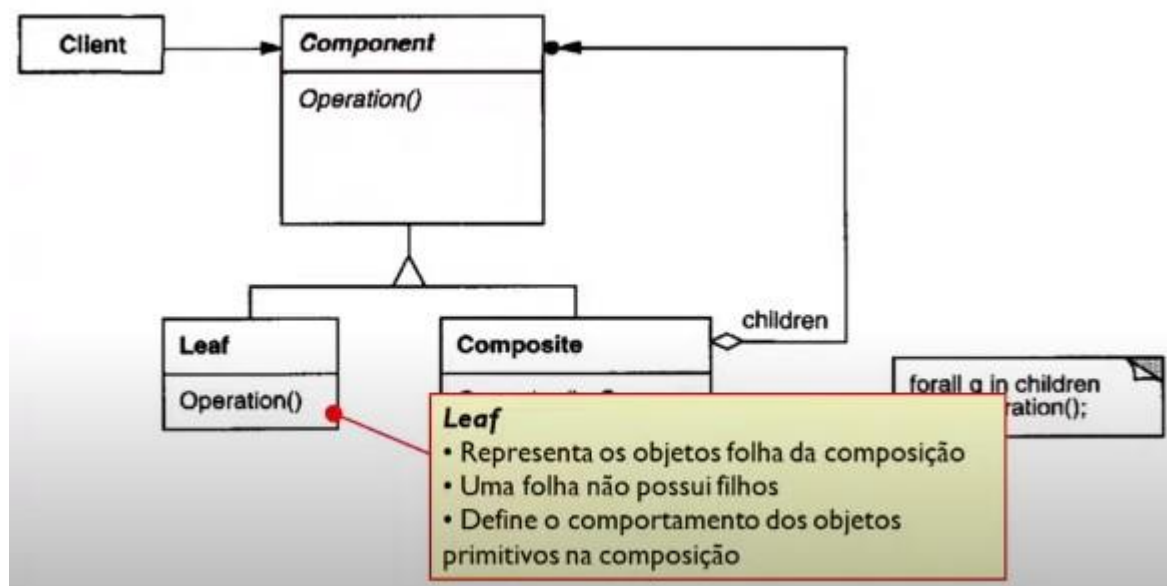 Client
Component
Operation()
children
Leaf
Operation()
Composite
forall g in children
ration();
Leaf
• Representa os objetos folha da composição
• Uma folha não possui filhos
• Define o comportamento dos objetos
primitivos na composição